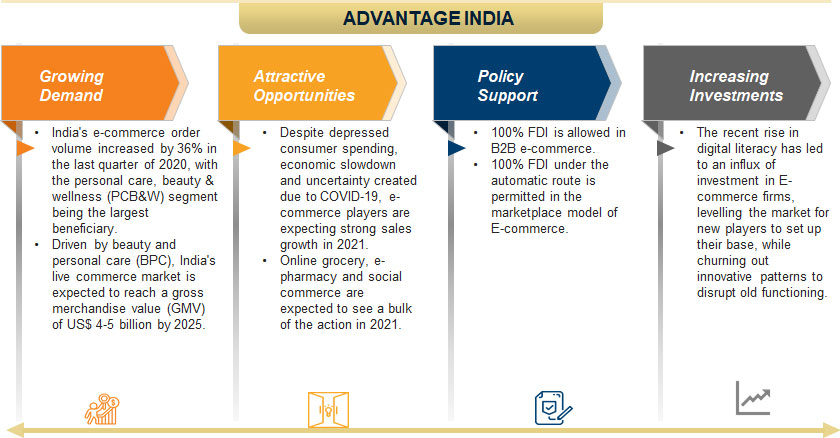 ADVANTAGE INDIA
Growing
Demand
• India's e-commerce order
volume increased by 36% in
the last quarter of 2020, with
the personal care, beauty &
wellness (PCB&W) segment
being the largest
beneficiary.
• Driven by beauty and
personal care (BPC), India's
live commerce market is
expected to reach a gross
merchandise value (GMV)
of US$ 4-5 billion by 2025.
Attractive
Opportunities
• Despite depressed
consumer spending,
economic slowdown
and uncertainty created
due to COVID-19, e-
commerce players are
expecting strong sales
growth in 2021.
• Online grocery, e-
pharmacy and social
commerce are
expected to see a bulk
of the action in 2021.
Policy
Support
• 100% FDI is allowed in
B2B e-commerce.
• 100% FDI under the
automatic route is
permitted in the
marketplace model of
E-commerce.
Increasing
Investments
• The recent rise in
digital literacy has led
to an influx of
investment in E-
commerce firms,
levelling the market for
new players to set up
their base, while
churning out
innovative patterns to
disrupt old functioning.